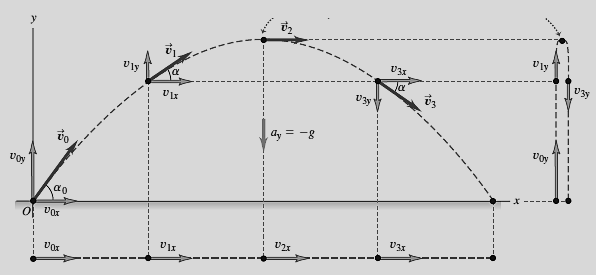 y
v⃗₂
v₁y v⃗₁ α v₁ₓ
v₃ₓ α v₃y v⃗₃
v₁y v₃y
v⃗₀ v₀y α₀
ay = −g
v₀y
O v₀ₓ x
v₀ₓ v₁ₓ v₂ₓ v₃ₓ